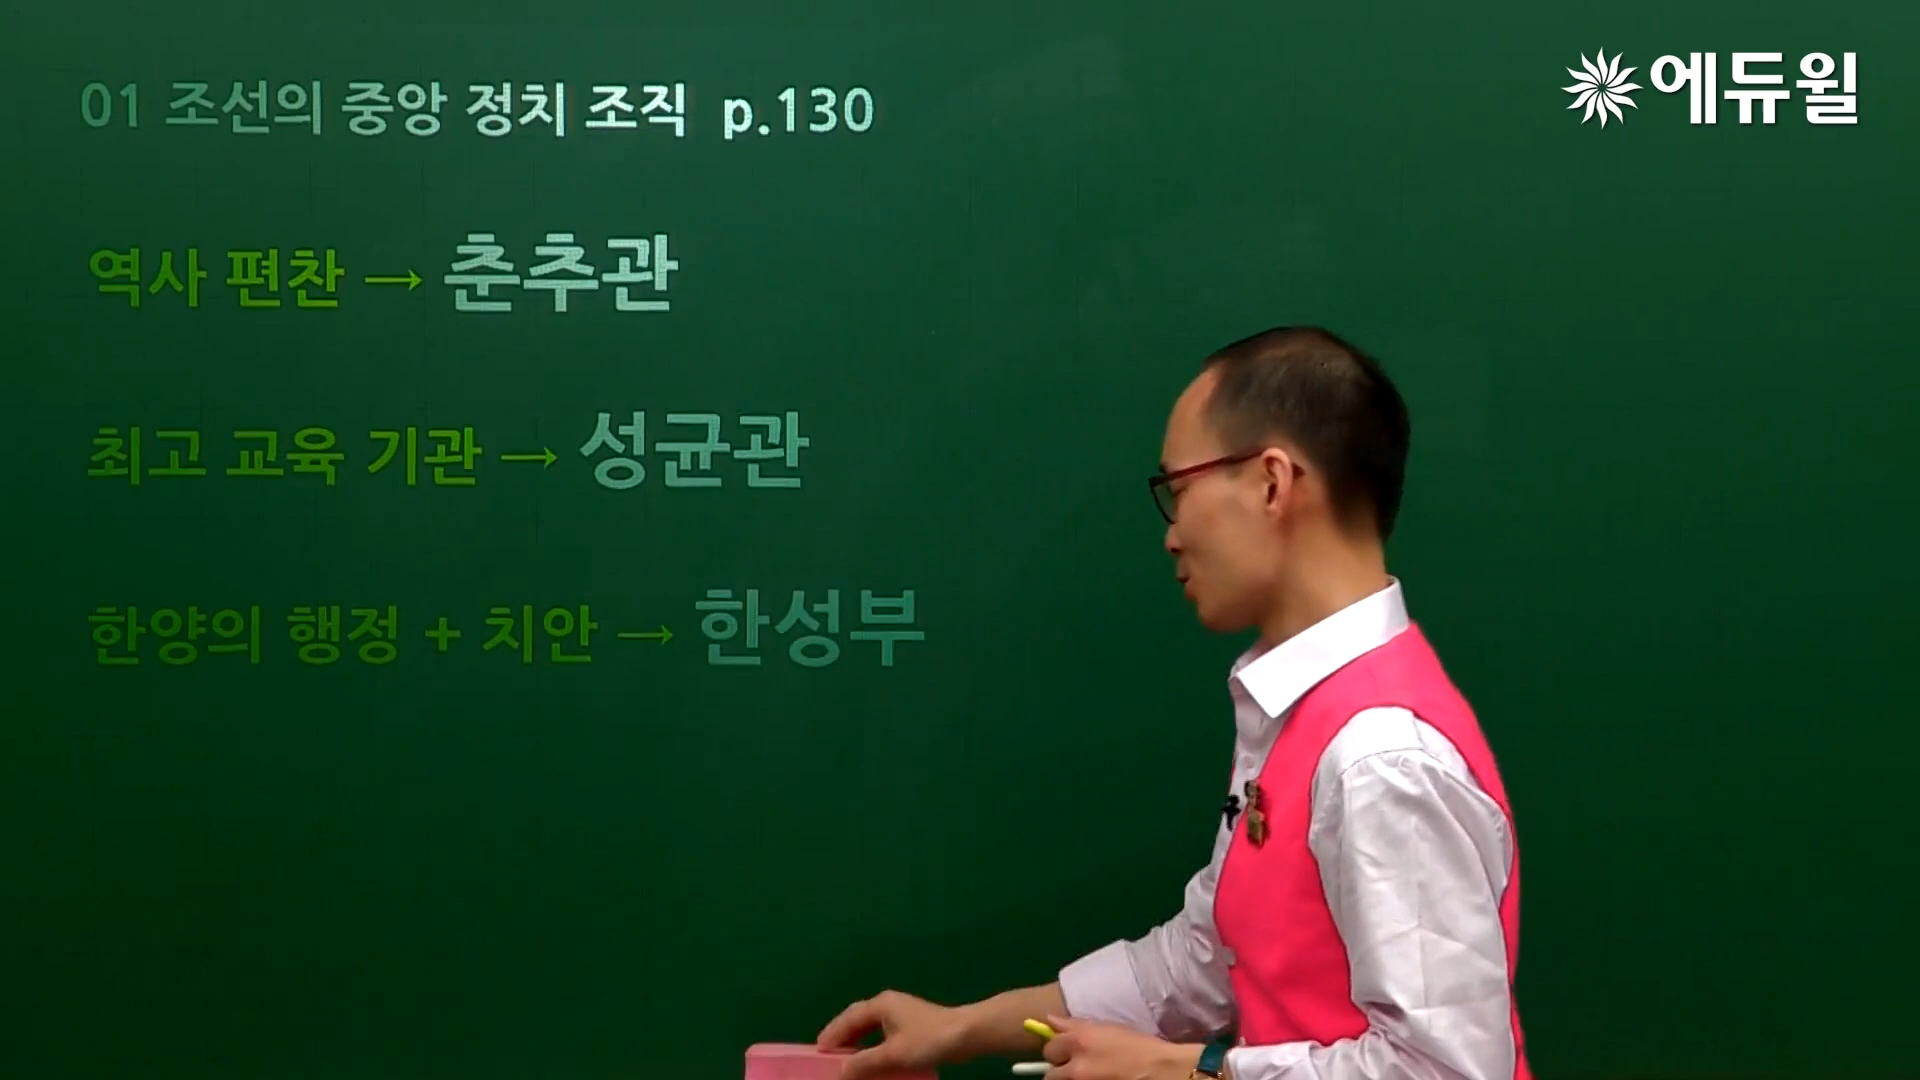 01 조선의 중앙 정치 조직 p.130
에듀윌
역사 편찬 → 춘추관
최고 교육 기관 → 성균관
한양의 행정 + 치안 → 한성부